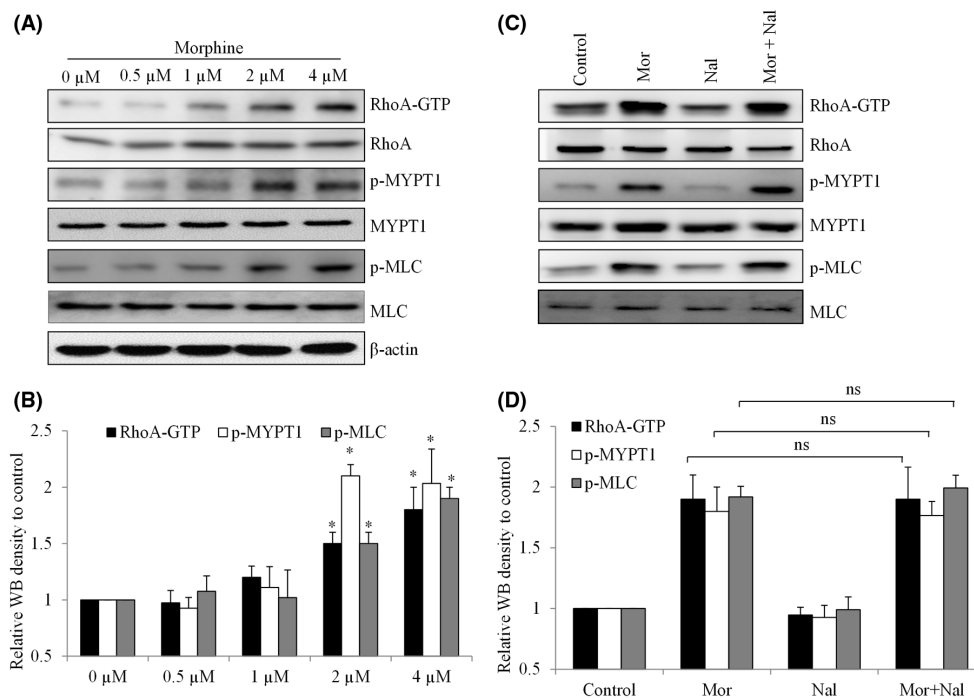 (A)
Morphine
0 µM 0.5 µM 1 µM 2 µM 4 µM
RhoA-GTP
RhoA
p-MYPT1
MYPT1
p-MLC
MLC
β-actin
(C)
Control Mor Nal Mor + Nal
RhoA-GTP
RhoA
p-MYPT1
MYPT1
p-MLC
MLC
(B)
Relative WB density to control
2.5
2
1.5
1
0.5
RhoA-GTP p-MYPT1 p-MLC
* * * * * *
0 µM 0.5 µM 1 µM 2 µM 4 µM
(D)
Relative WB density to control
2.5
2
1.5
1
0.5
RhoA-GTP
p-MYPT1
p-MLC
ns
ns
ns
Control Mor Nal Mor+Nal